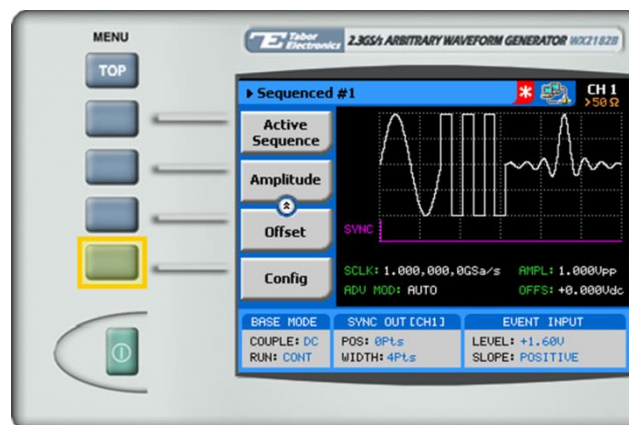 MENU
TOP
Tabor Electronics 2.3GS/s ARBITRARY WAVEFORM GENERATOR WX2182B
Sequenced #1
CH 1
>50 Ω
Active Sequence
Amplitude
Offset
Config
SYNC
SCLK: 1.000,000,0GSa/s AMPL: 1.000Vpp
ADV MOD: AUTO OFFS: +0.000Vdc
BASE MODE SYNC OUT [CH1] EVENT INPUT
COUPLE: DC POS: 0Pts LEVEL: +1.60V
RUN: CONT WIDTH: 4Pts SLOPE: POSITIVE